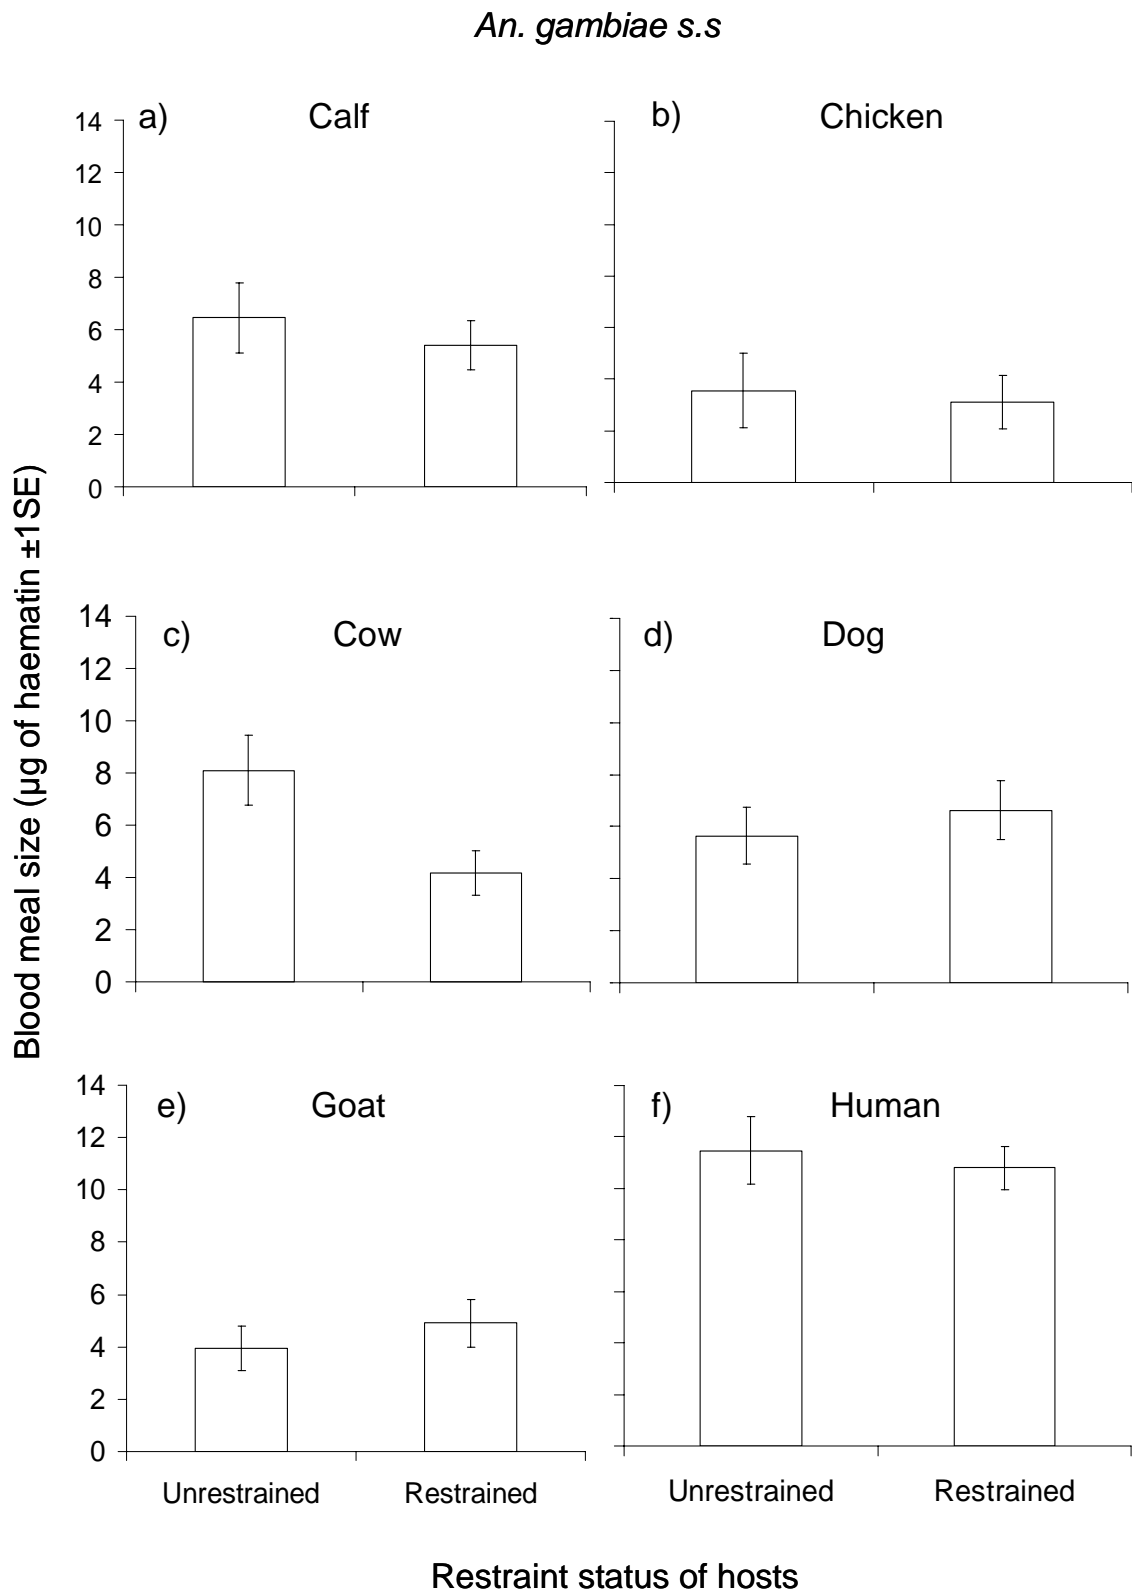 An. gambiae s.s
a) Calf
b) Chicken
14
12
10
8
6
4
2
0
c) Cow
d) Dog
14
12
10
8
6
4
2
0
e) Goat
f) Human
14
12
10
8
6
4
2
0
Blood meal size (µg of haematin ±1SE)
Unrestrained Restrained
Unrestrained Restrained
Restraint status of hosts